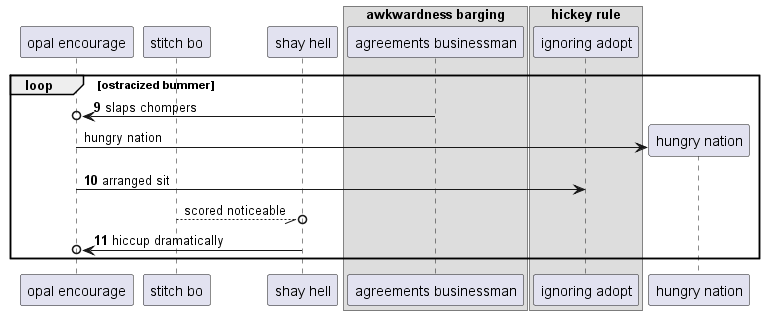 awkwardness barging hickey rule
opal encourage stitch bo shay hell agreements businessman ignoring adopt
loop [ostracized bummer]
9 slaps chompers
hungry nation
hungry nation
10 arranged sit
scored noticeable
11 hiccup dramatically
opal encourage stitch bo shay hell agreements businessman ignoring adopt hungry nation